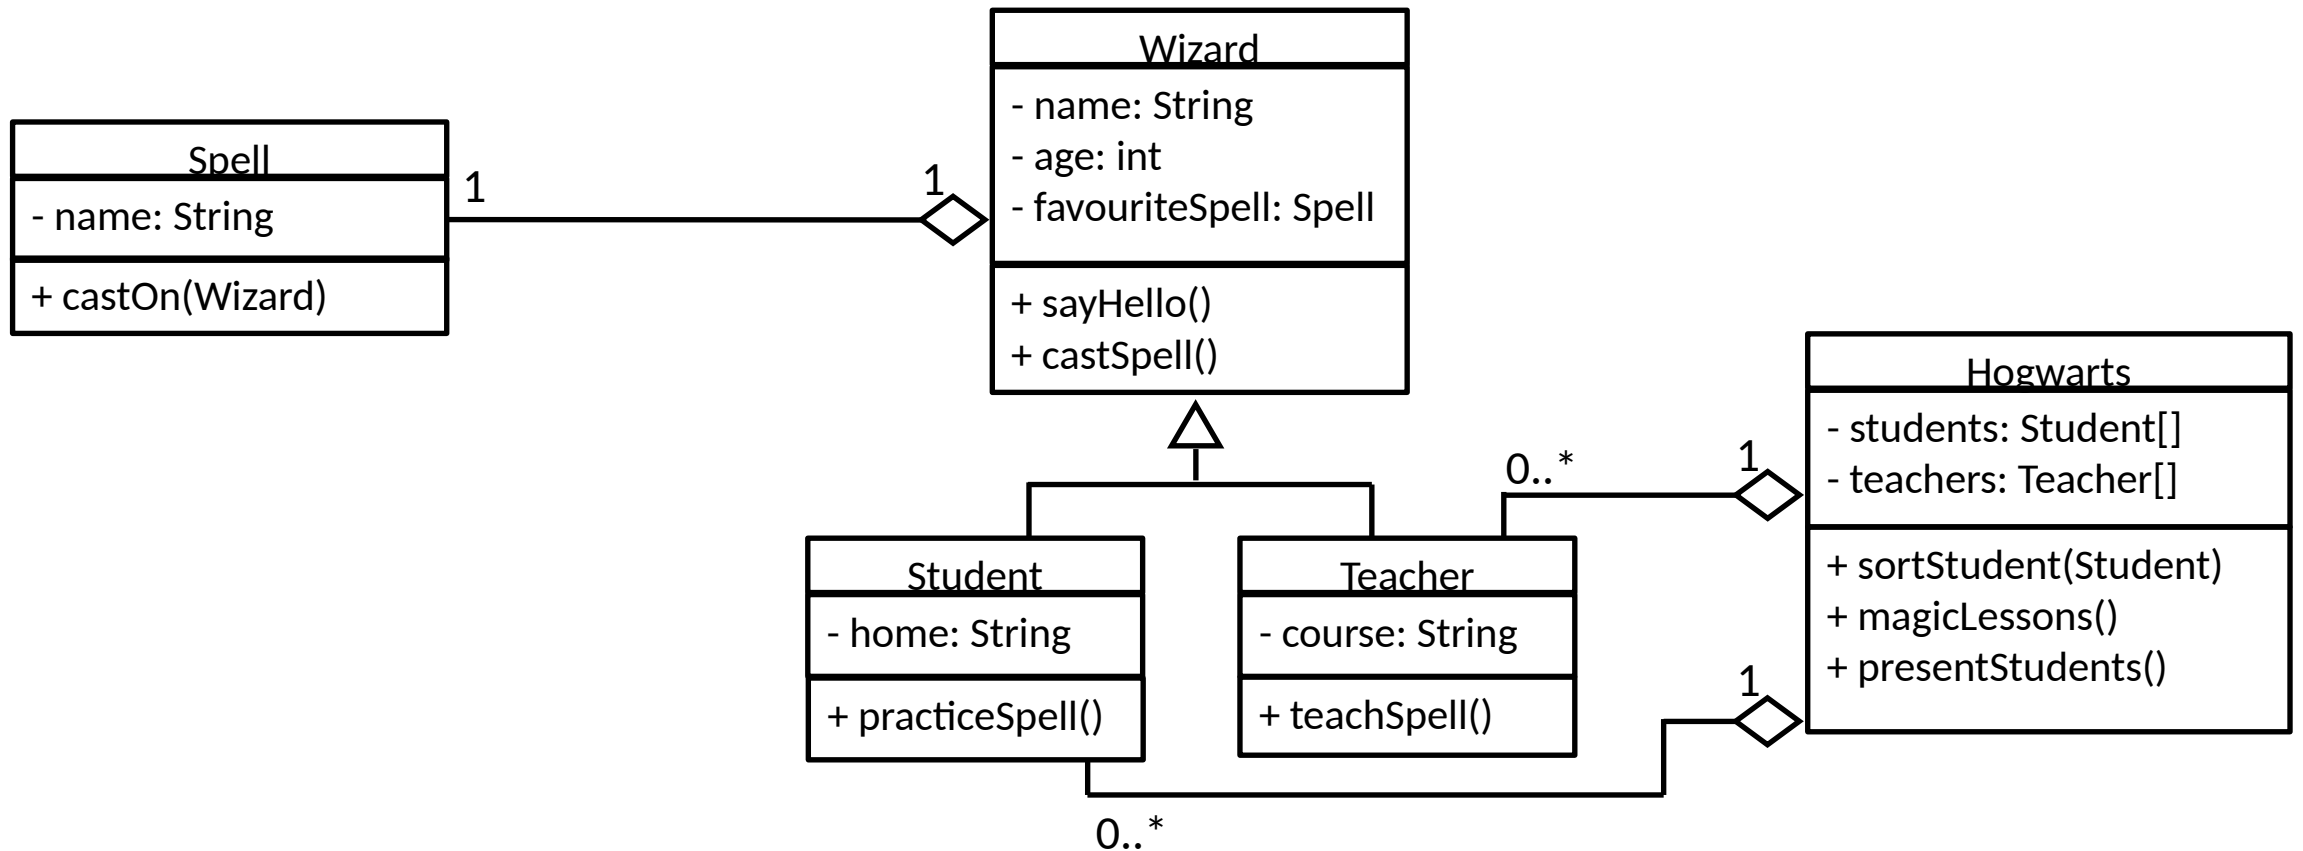 Wizard
- name: String
- age: int
- favouriteSpell: Spell
+ sayHello()
+ castSpell()
Spell
- name: String
+ castOn(Wizard)
1
1
Hogwarts
- students: Student[]
- teachers: Teacher[]
+ sortStudent(Student)
+ magicLessons()
+ presentStudents()
0..*
1
Student
- home: String
+ practiceSpell()
Teacher
- course: String
+ teachSpell()
1
0..*